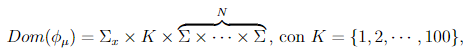 N
Dom(ϕ_μ) = Σ_x × K × Σ × ⋯ × Σ, con K = {1, 2, ⋯ , 100},